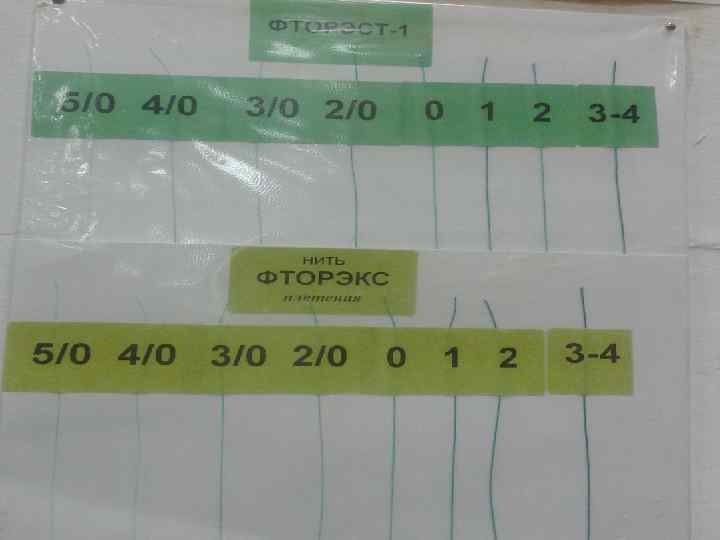 ФТОРЭСТ-1
5/0 4/0 3/0 2/0 0 1 2 3-4
НИТЬ
ФТОРЭКС
плетеная
5/0 4/0 3/0 2/0 0 1 2 3-4